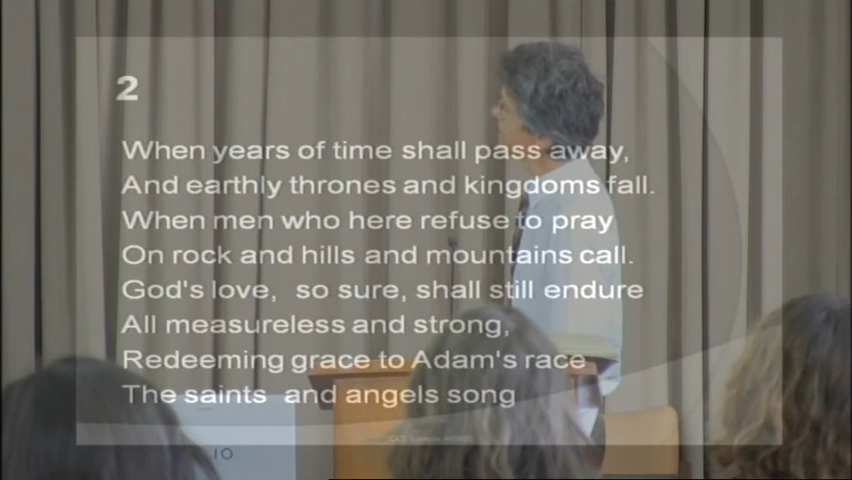 2
When years of time shall pass away,
And earthly thrones and kingdoms fall.
When men who here refuse to pray
On rock and hills and mountains call.
God's love, so sure, shall still endure
All measureless and strong,
Redeeming grace to Adam's race
The saints and angels song
10